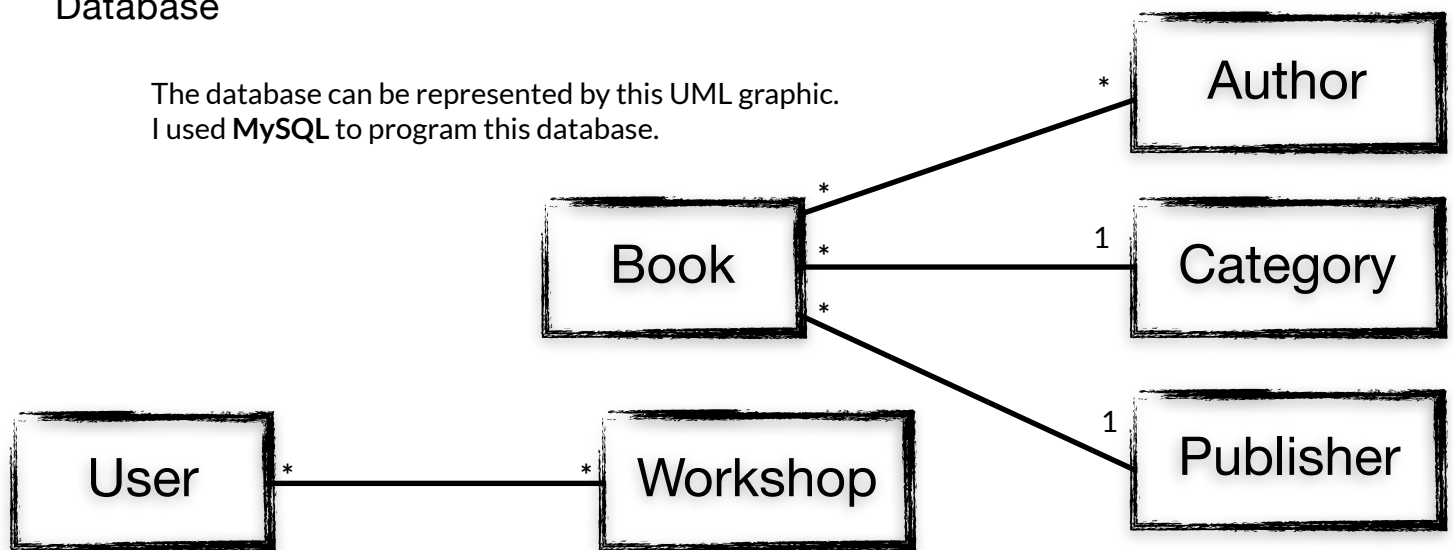 Database
The database can be represented by this UML graphic.
I used MySQL to program this database.
* Author
*
Book * 1 Category
*
1 Publisher
User * * Workshop